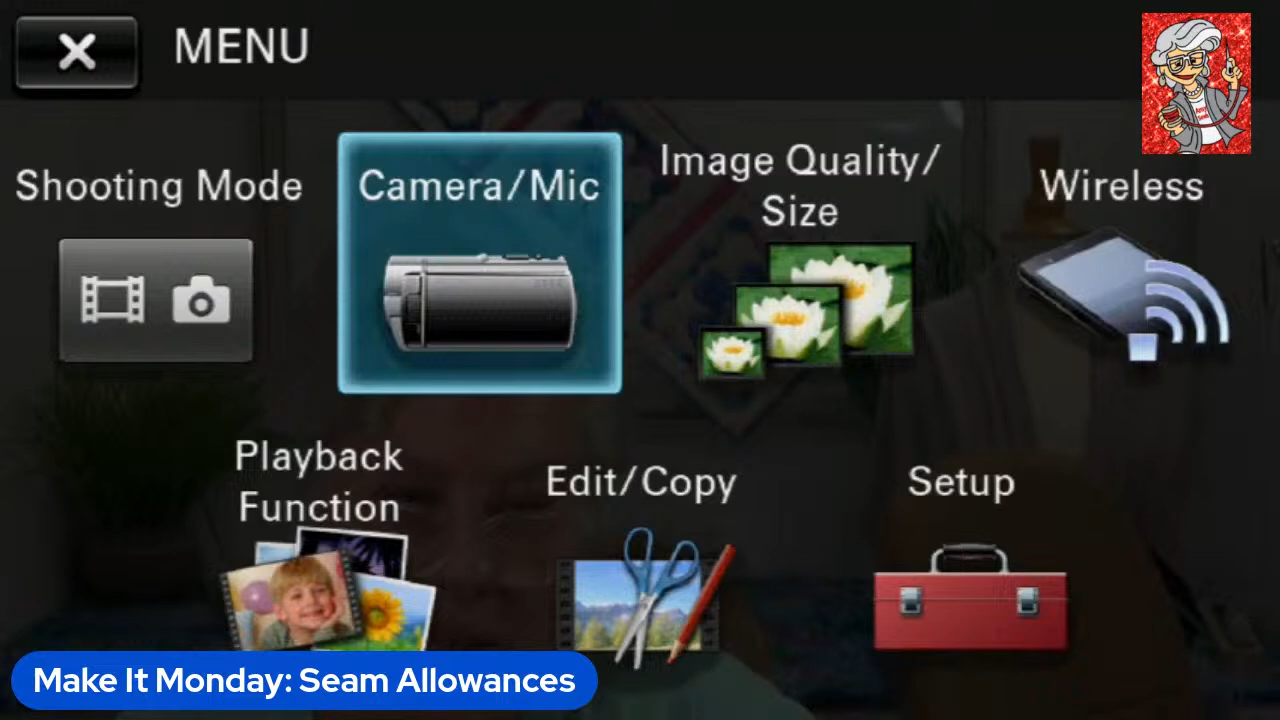 MENU
Shooting Mode
Camera/Mic
Image Quality/
Size
Wireless
Playback
Function
Edit/Copy
Setup
Make It Monday: Seam Allowances